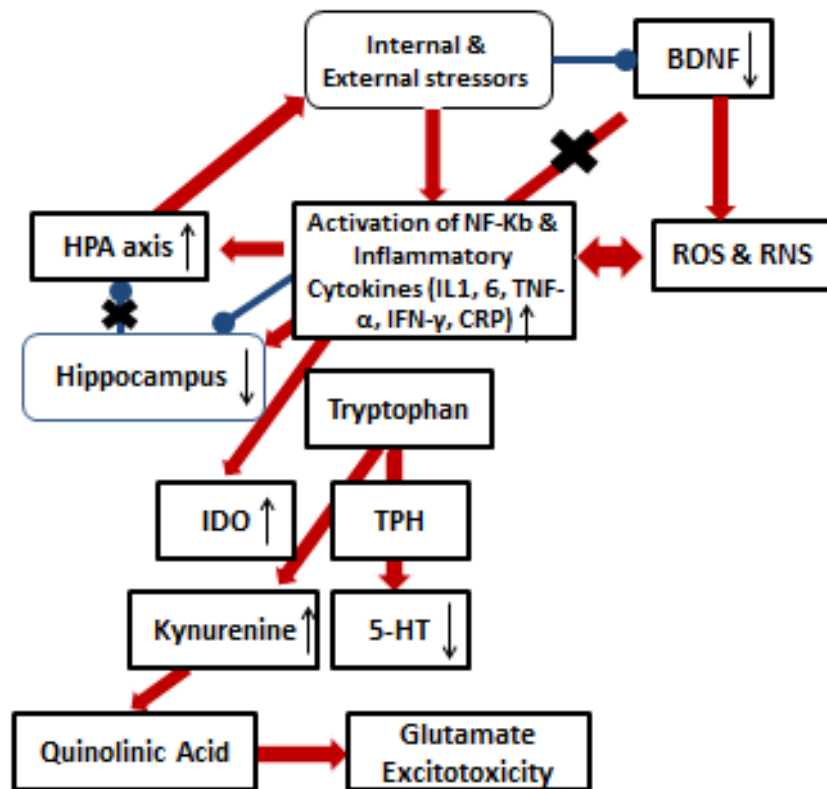 Internal &
External stressors
BDNF ↓
HPA axis ↑
Activation of NF-Kb &
Inflammatory
Cytokines (IL1, 6, TNF-
α, IFN-γ, CRP) ↑
ROS & RNS
Hippocampus ↓
Tryptophan
IDO ↑
TPH
Kynurenine ↑
5-HT ↓
Quinolinic Acid
Glutamate
Excitotoxicity